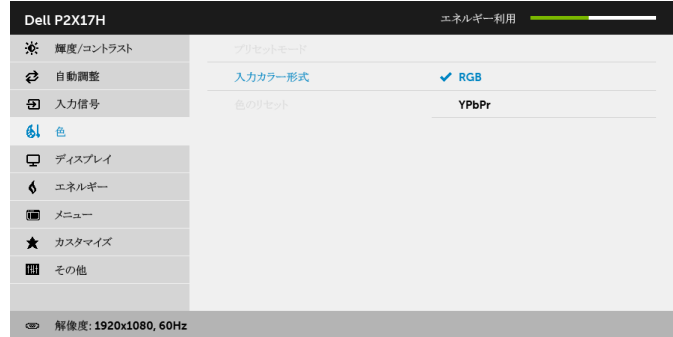 Dell P2X17H エネルギー利用
輝度/コントラスト プリセットモード
自動調整 入力カラー形式 RGB
入力信号 色のリセット YPbPr
色
ディスプレイ
エネルギー
メニュー
カスタマイズ
その他
解像度: 1920x1080, 60Hz